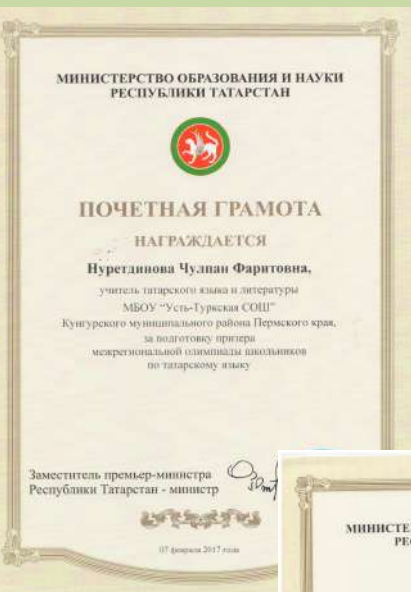 МИНИСТЕРСТВО ОБРАЗОВАНИЯ И НАУКИ
РЕСПУБЛИКИ ТАТАРСТАН
ПОЧЕТНАЯ ГРАМОТА
НАГРАЖДАЕТСЯ
Нуретдинова Чулпан Фаритовна,
учитель татарского языка и литературы
МБОУ "Усть-Туркская СОШ"
Кунгурского муниципального района Пермского края,
за подготовку призера
межрегиональной олимпиады школьников
по татарскому языку
Заместитель премьер-министра
Республики Татарстан - министр
07 февраля 2017 года
МИНИСТЕ
РЕС